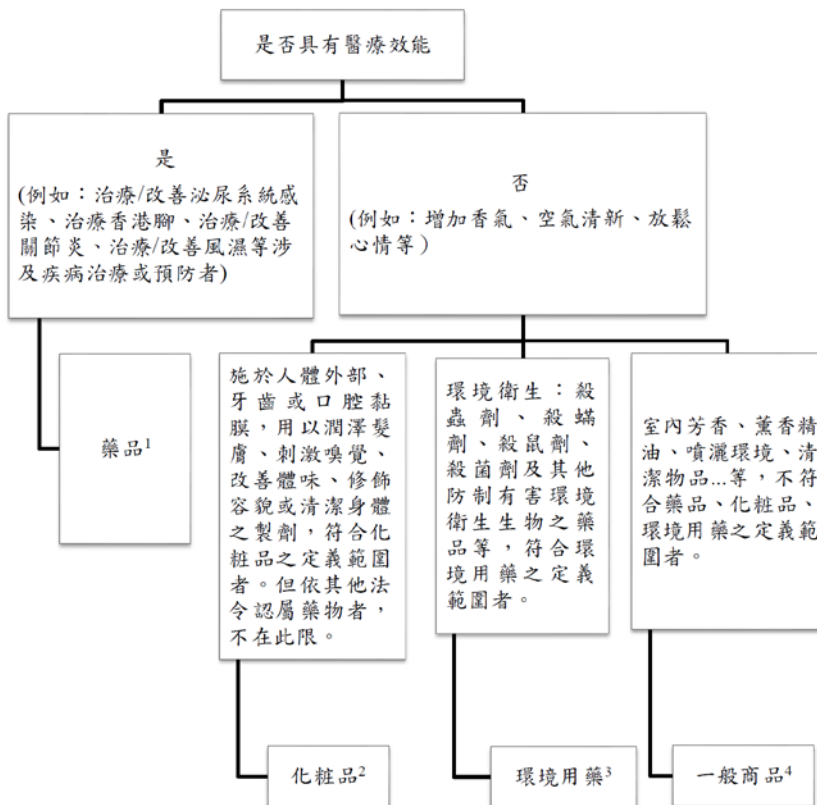 是否具有醫療效能
是
(例如：治療/改善泌尿系統感
染、治療香港腳、治療/改善
關節炎、治療/改善風濕等涉
及疾病治療或預防者)
否
(例如：增加香氣、空氣清新、放鬆
心情等）
藥品¹
施於人體外部、
牙齒或口腔黏
膜，用以潤澤髮
膚、刺激嗅覺、
改善體味、修飾
容貌或清潔身體
之製劑，符合化
粧品之定義範圍
者。但依其他法
令認屬藥物者，
不在此限。
環境衛生：殺
蟲劑、殺蟎
劑、殺鼠劑、
殺菌劑及其他
防制有害環境
衛生生物之藥
品等，符合環
境用藥之定義
範圍者。
室內芳香、薰香精
油、噴灑環境、清
潔物品...等，不符
合藥品、化粧品、
環境用藥之定義範
圍者。
化粧品²
環境用藥³
一般商品⁴